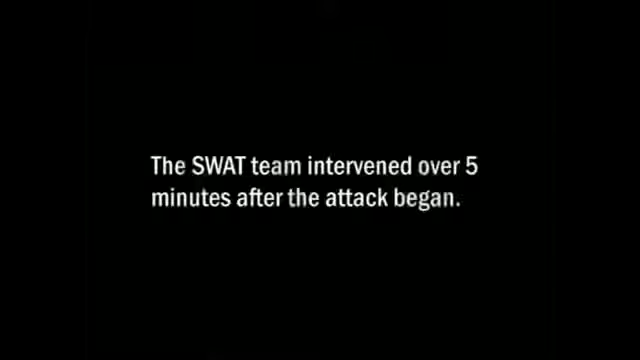 The SWAT team intervened over 5
minutes after the attack began.